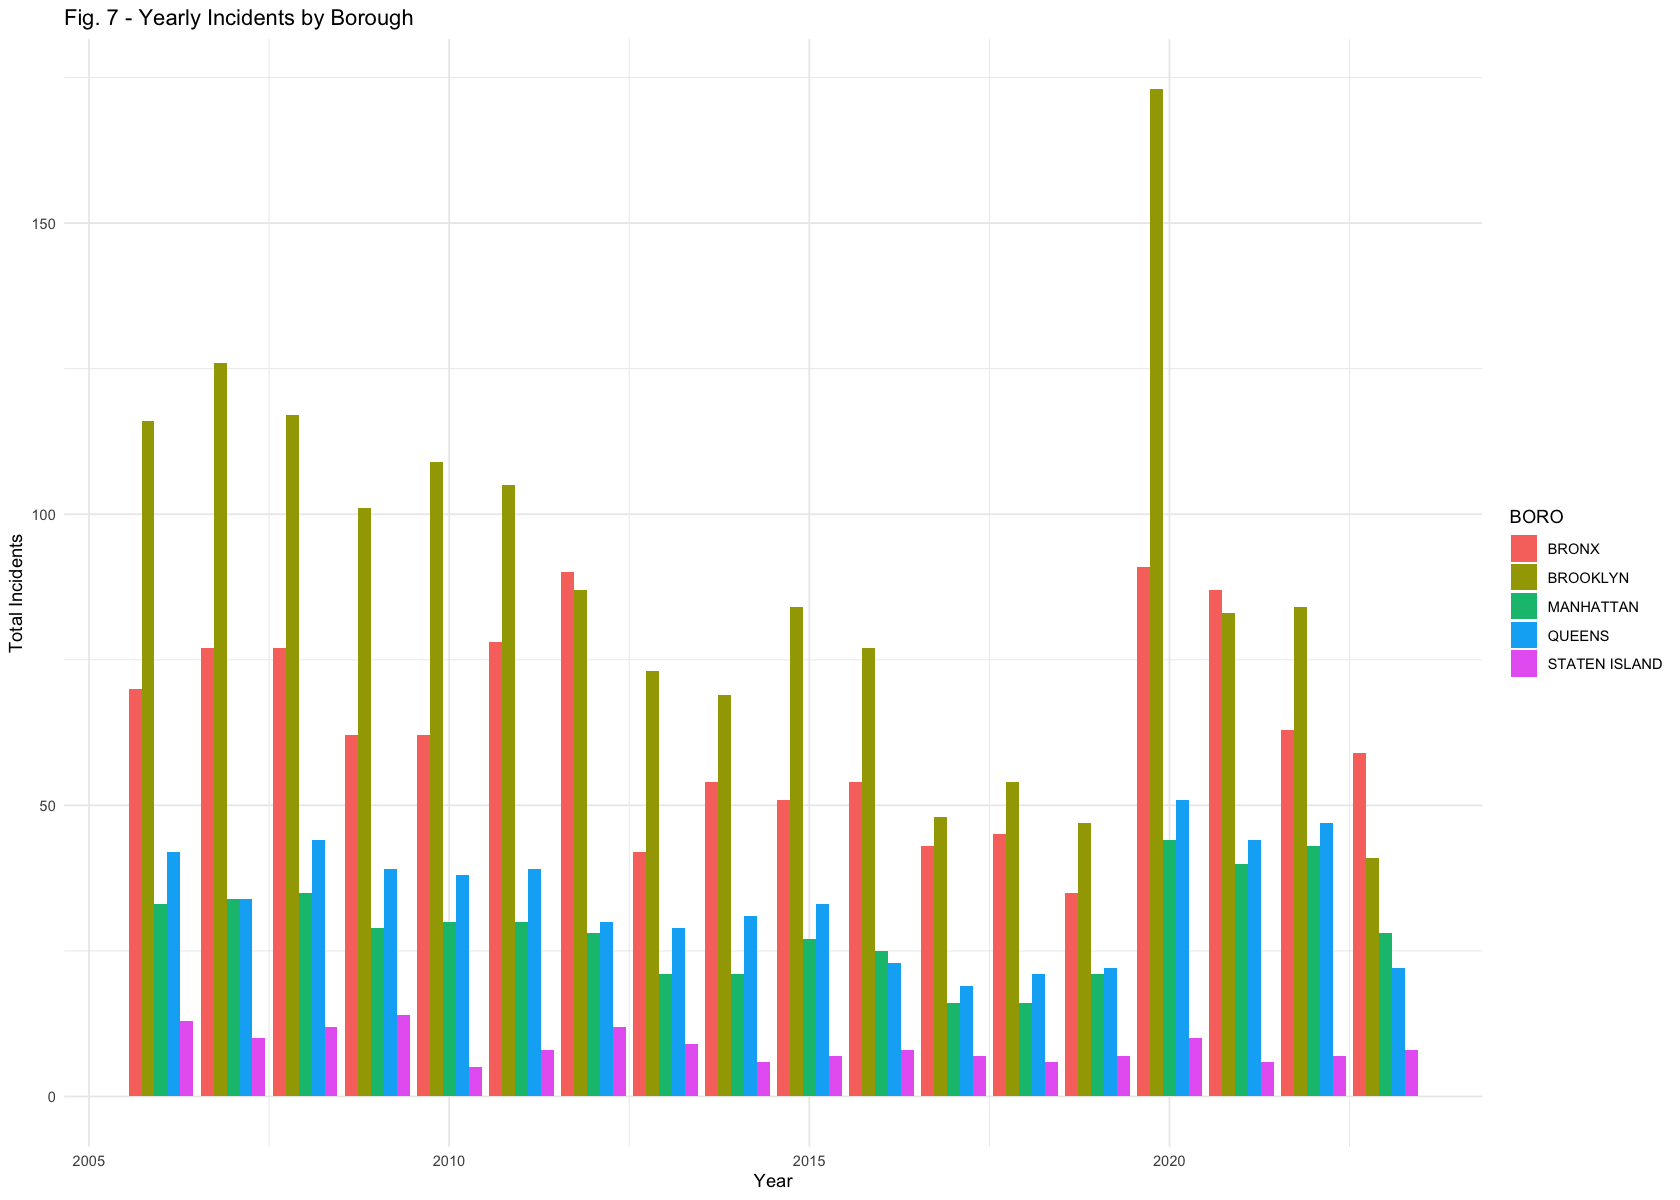 Fig. 7 - Yearly Incidents by Borough
Total Incidents
150
100
50
0
2005
2010
2015
2020
Year
BORO
BRONX
BROOKLYN
MANHATTAN
QUEENS
STATEN ISLAND